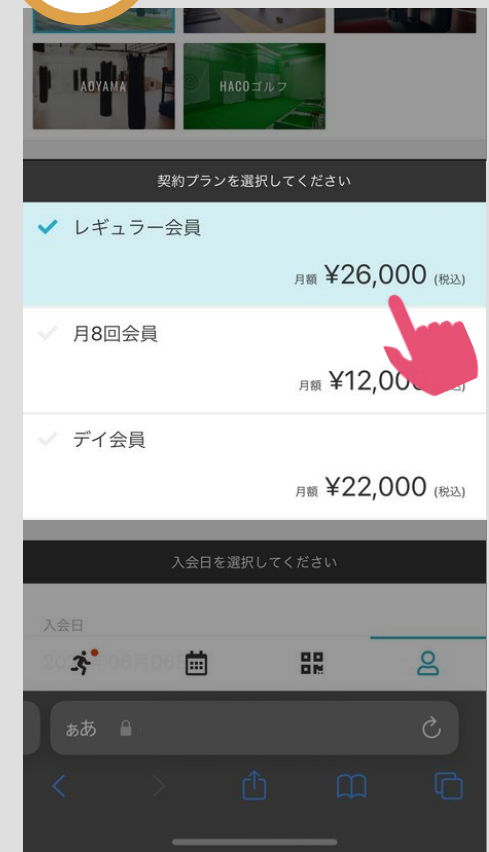 AOYAMA
HACOゴルフ
契約プランを選択してください
レギュラー会員
月額 ¥26,000 (税込)
月8回会員
月額 ¥12,00
デイ会員
月額 ¥22,000 (税込)
入会日を選択してください
入会日
ぁあ